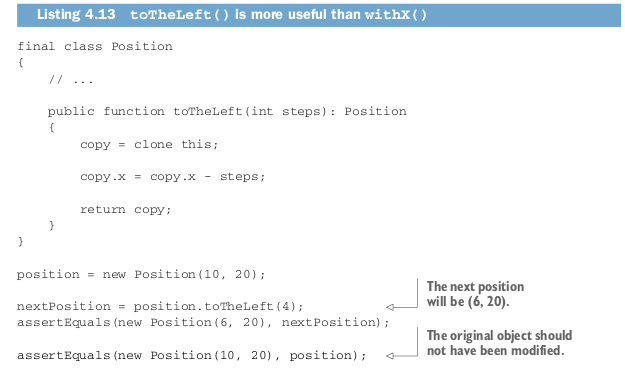 Listing 4.13 toTheLeft() is more useful than withX()
final class Position
{
    // ...
    public function toTheLeft(int steps): Position
    {
        copy = clone this;
        copy.x = copy.x - steps;
        return copy;
    }
}
position = new Position(10, 20);
nextPosition = position.toTheLeft(4);
assertEquals(new Position(6, 20), nextPosition);
The next position
will be (6, 20).
assertEquals(new Position(10, 20), position);
The original object should
not have been modified.